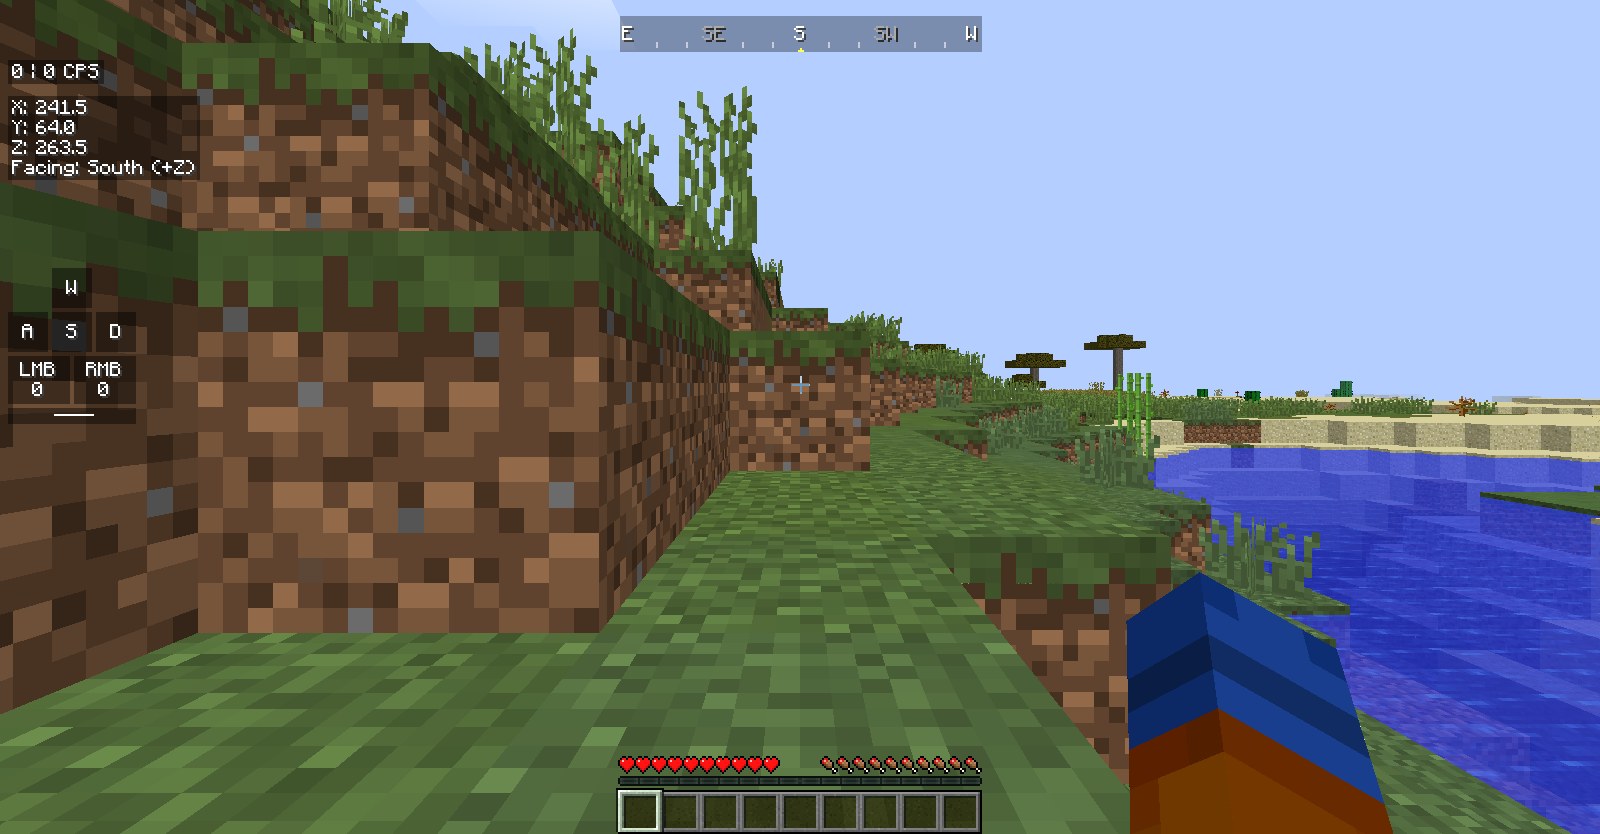 E SE S SW W
0 | 0 CPS
X: 241.5
Y: 64.0
Z: 263.5
Facing: South (+Z)
W
A S D
LMB RMB
0 0